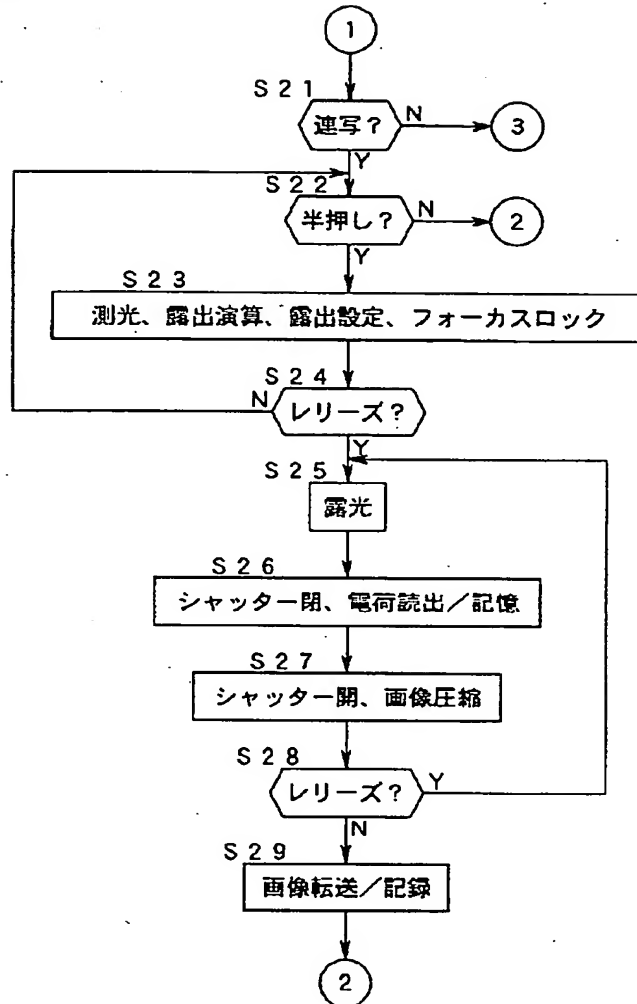 1
S21
連写?
N
3
Y
S22
半押し?
N
2
Y
S23
測光、露出演算、露出設定、フォーカスロック
S24
N
レリーズ?
Y
S25
露光
S26
シャッター閉、電荷読出/記憶
S27
シャッター開、画像圧縮
S28
レリーズ?
Y
N
S29
画像転送/記録
2